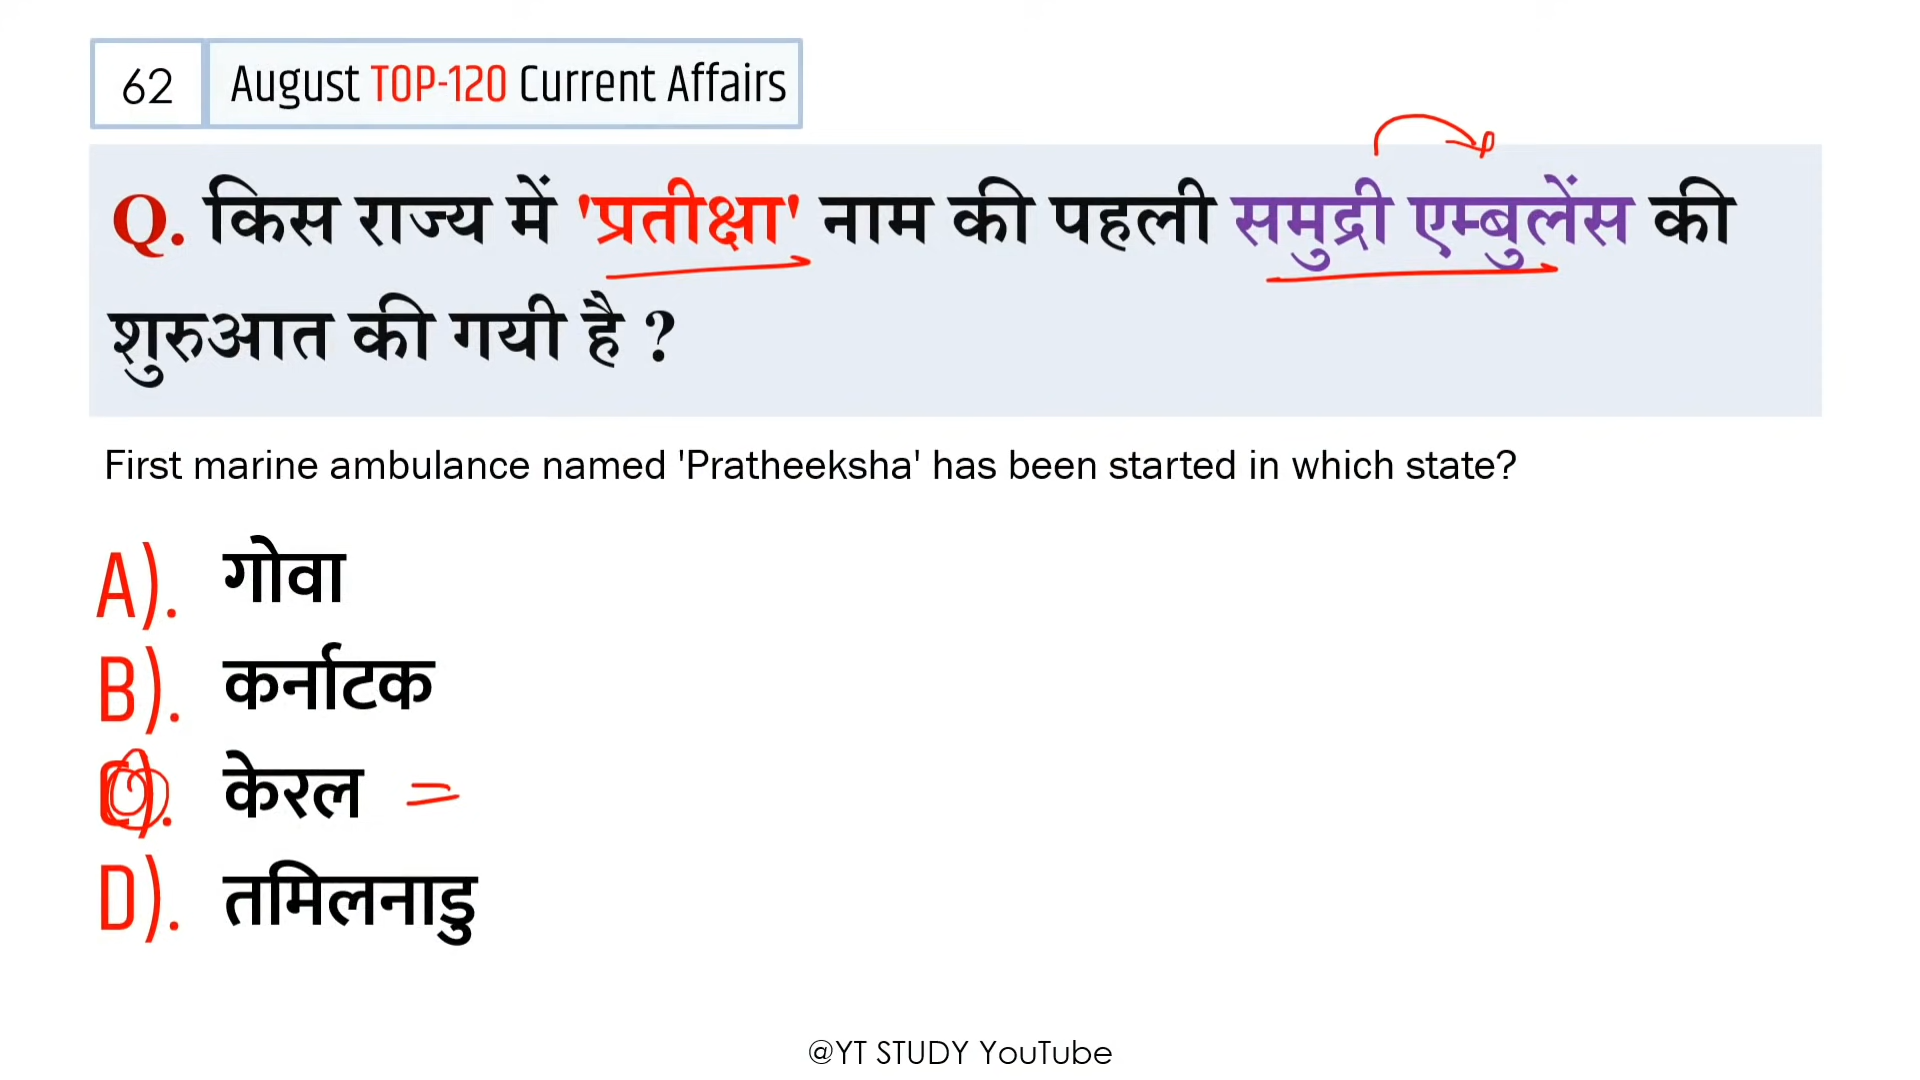 62 August TOP-120 Current Affairs
Q. किस राज्य में 'प्रतीक्षा' नाम की पहली समुद्री एम्बुलेंस की
शुरुआत की गयी है ?
First marine ambulance named 'Pratheeksha' has been started in which state?
A). गोवा
B). कर्नाटक
C). केरल =
D). तमिलनाडु
@YT STUDY YouTube